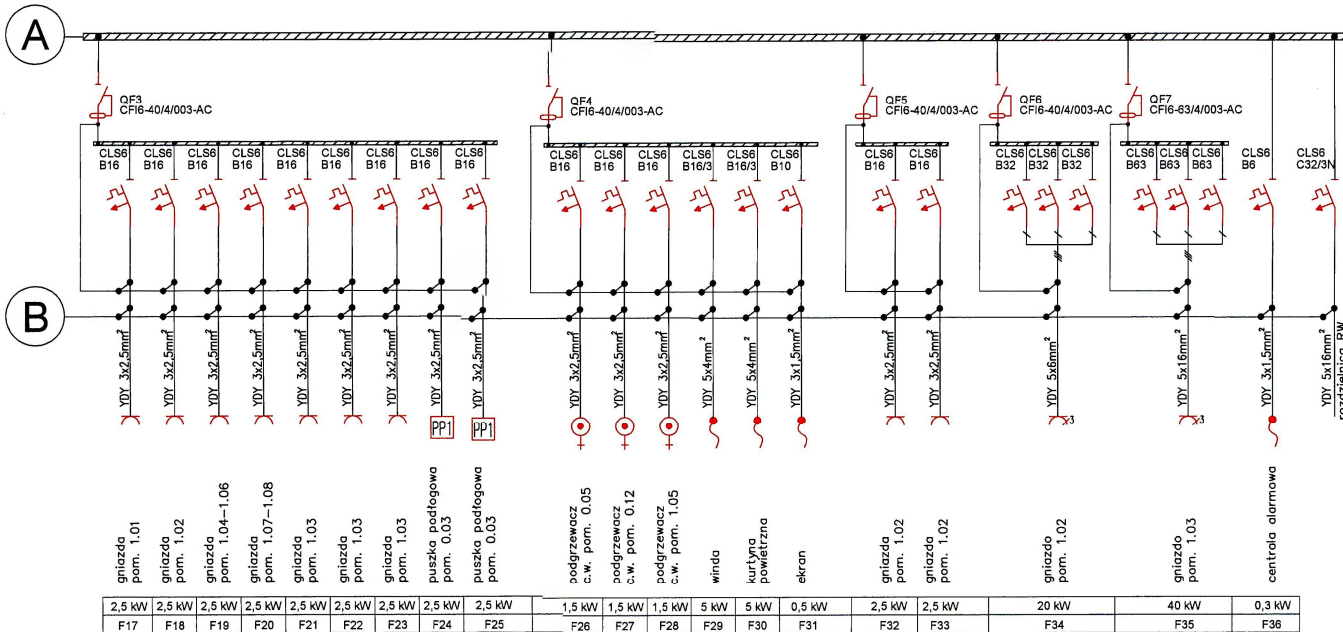 A
QF3
CFI6-40/4/003-AC
QF4
CFI6-40/4/003-AC
QF5
CFI6-40/4/003-AC
QF6
CFI6-40/4/003-AC
QF7
CFI6-63/4/003-AC
CLS6 CLS6 CLS6 CLS6 CLS6 CLS6 CLS6 CLS6 CLS6
B16 B16 B16 B16 B16 B16 B16 B16 B16
CLS6 CLS6 CLS6 CLS6 CLS6 CLS6
B16 B16 B16 B16/3 B16/3 B10
CLS6 CLS6
B16 B16
CLS6 CLS6 CLS6
B32 B32 B32
CLS6 CLS6 CLS6
B63 B63 B63
CLS6
B6
CLS6
C32/3N
B
YDY 3x2,5mm²
YDY 3x2,5mm²
YDY 3x2,5mm²
YDY 3x2,5mm²
YDY 3x2,5mm²
YDY 3x2,5mm²
YDY 3x2,5mm²
YDY 3x2,5mm²
YDY 3x2,5mm²
YDY 3x2,5mm²
YDY 3x2,5mm²
YDY 3x2,5mm²
YDY 5x4mm²
YDY 5x4mm²
YDY 3x1,5mm²
YDY 3x2,5mm²
YDY 3x2,5mm²
YDY 5x6mm²
YDY 5x16mm²
YDY 3x1,5mm²
YDY 5x16mm²
rozdzielnica RW
PP1
PP1
3
3
gniazda
pom. 1.01
gniazda
pom. 1.02
gniazda
pom. 1.04-1.06
gniazda
pom. 1.07-1.08
gniazda
pom. 1.03
gniazda
pom. 1.03
gniazda
pom. 1.03
puszka podłogowa
pom. 0.03
puszka podłogowa
pom. 0.03
podgrzewacz
c.w. pom. 0.05
podgrzewacz
c.w. pom. 0.12
podgrzewacz
c.w. pom. 1.05
winda
kurtyna
powietrzna
ekran
gniazda
pom. 1.02
gniazda
pom. 1.02
gniazdo
pom. 1.02
gniazdo
pom. 1.03
centrala alarmowa
2,5 kW 2,5 kW 2,5 kW 2,5 kW 2,5 kW 2,5 kW 2,5 kW 2,5 kW 2,5 kW 1,5 kW 1,5 kW 1,5 kW 5 kW 5 kW 0,5 kW 2,5 kW 2,5 kW 20 kW 40 kW 0,3 kW
F17 F18 F19 F20 F21 F22 F23 F24 F25 F26 F27 F28 F29 F30 F31 F32 F33 F34 F35 F36